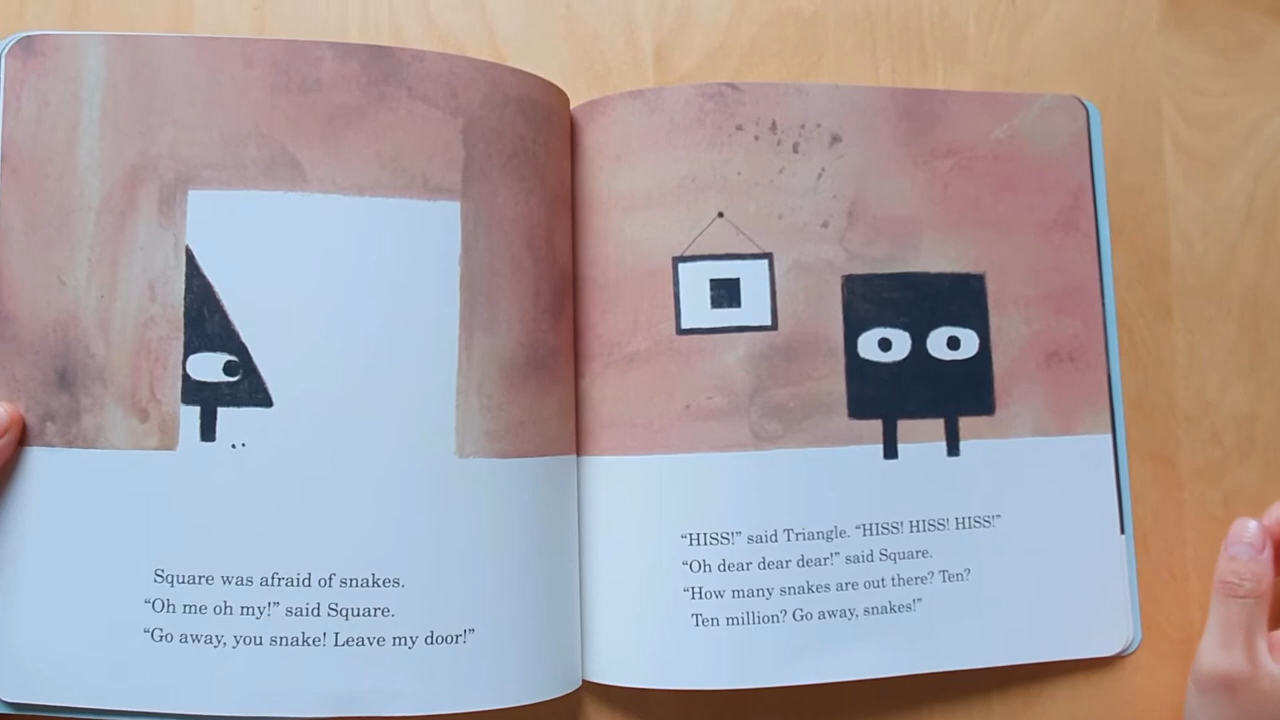 Square was afraid of snakes.
“Oh me oh my!” said Square.
“Go away, you snake! Leave my door!”
“HISS!” said Triangle. “HISS! HISS! HISS!”
“Oh dear dear dear!” said Square.
“How many snakes are out there? Ten?
Ten million? Go away, snakes!”